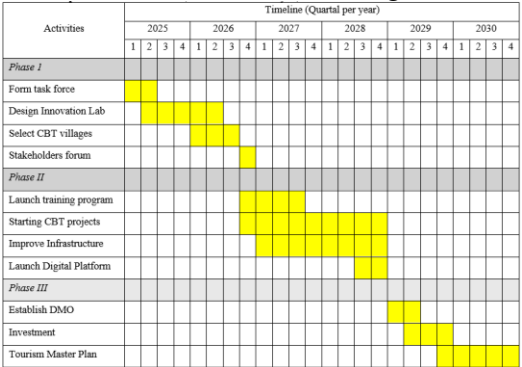 Activities
Timeline (Quartal per year)
2025 2026 2027 2028 2029 2030
1 2 3 4 1 2 3 4 1 2 3 4 1 2 3 4 1 2 3 4 1 2 3 4
Phase I
Form task force
Design Innovation Lab
Select CBT villages
Stakeholders forum
Phase II
Launch training program
Starting CBT projects
Improve Infrastructure
Launch Digital Platform
Phase III
Establish DMO
Investment
Tourism Master Plan